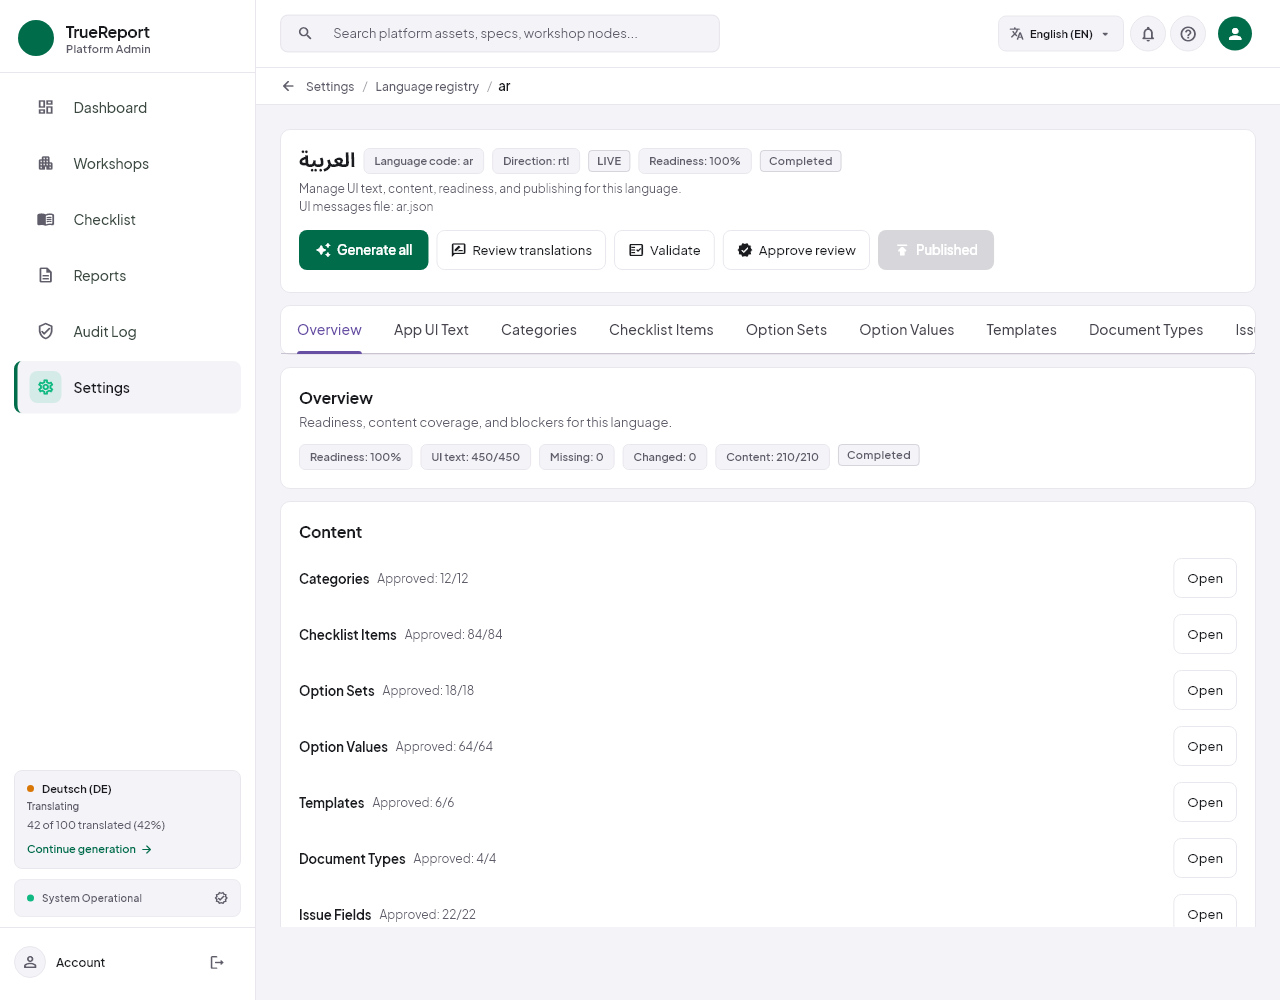 TrueReport
Platform Admin
Dashboard
Workshops
Checklist
Reports
Audit Log
Settings
Deutsch (DE)
Translating
42 of 100 translated (42%)
Continue generation →
System Operational
Account
Search platform assets, specs, workshop nodes...
English (EN)
Settings / Language registry / ar
العربية Language code: ar Direction: rtl LIVE Readiness: 100% Completed
Manage UI text, content, readiness, and publishing for this language.
UI messages file: ar.json
Generate all Review translations Validate Approve review Published
Overview App UI Text Categories Checklist Items Option Sets Option Values Templates Document Types Iss
Overview
Readiness, content coverage, and blockers for this language.
Readiness: 100% UI text: 450/450 Missing: 0 Changed: 0 Content: 210/210 Completed
Content
Categories Approved: 12/12 Open
Checklist Items Approved: 84/84 Open
Option Sets Approved: 18/18 Open
Option Values Approved: 64/64 Open
Templates Approved: 6/6 Open
Document Types Approved: 4/4 Open
Issue Fields Approved: 22/22 Open